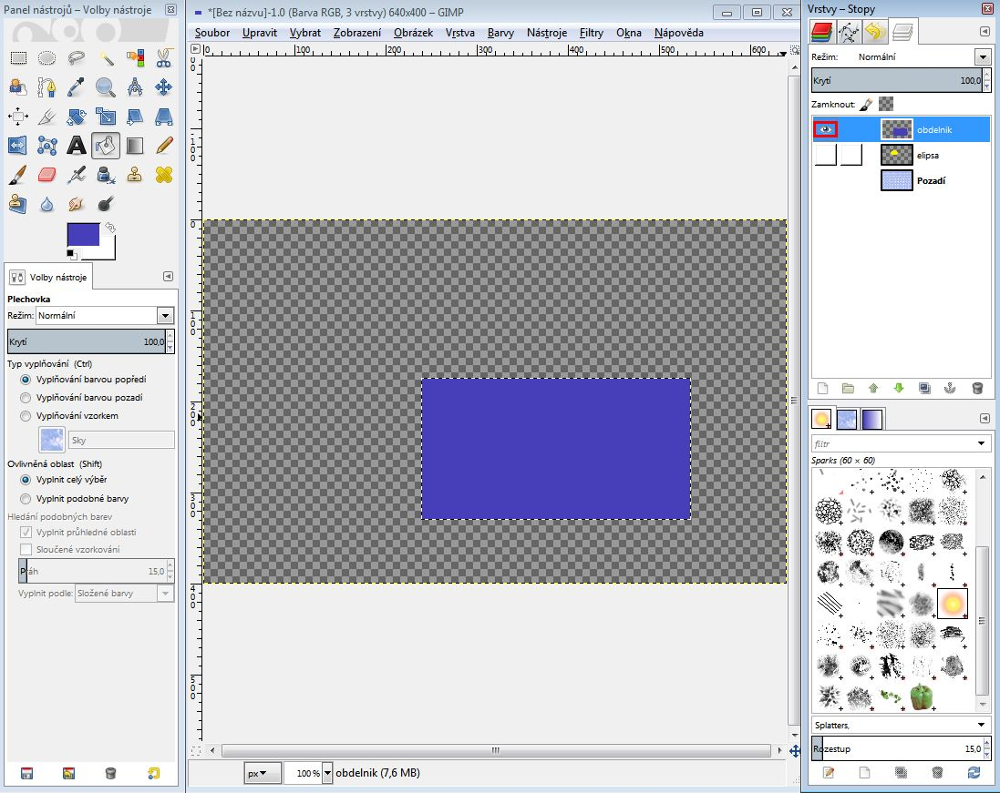 Panel nástrojů – Volby nástroje
Volby nástroje
Plechovka
Režim: Normální
Krytí 100,0
Typ vyplňování (Ctrl)
Vyplňování barvou popředí
Vyplňování barvou pozadí
Vyplňování vzorkem
Sky
Ovlivněná oblast (Shift)
Vyplnit celý výběr
Vyplnit podobné barvy
Hledání podobných barev
Vyplnit průhledné oblasti
Sloučené vzorkování
Práh 15,0
Vyplnit podle: Složené barvy
*[Bez názvu]-1.0 (Barva RGB, 3 vrstvy) 640x400 – GIMP
Soubor Upravit Vybrat Zobrazení Obrázek Vrstva Barvy Nástroje Filtry Okna Nápověda
0 100 200 300 400 500 600
0
100
0
100
200
300
400
500
px 100 % obdelnik (7,6 MB)
Vrstvy – Stopy
Režim: Normální
Krytí 100,0
Zamknout:
obdelnik
elipsa
Pozadí
filtr
Sparks (60 × 60)
Splatters,
Rozestup 15,0